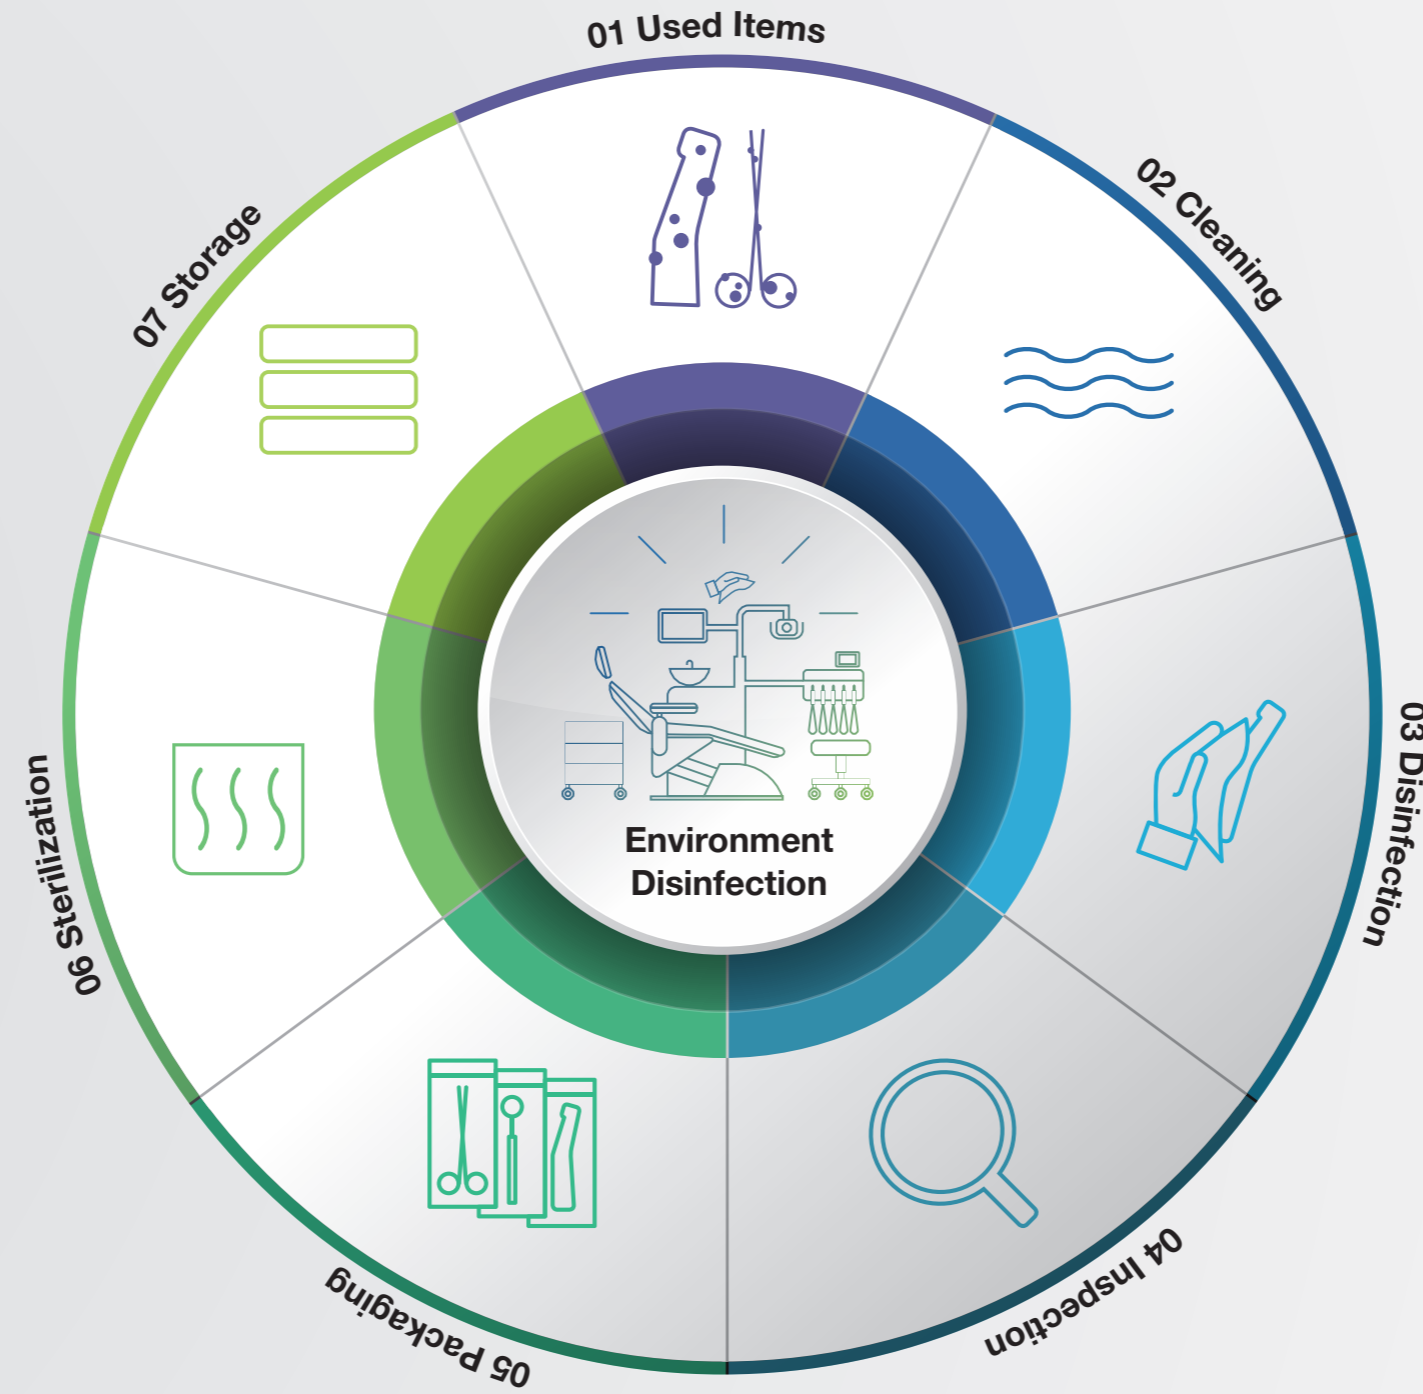 01 Used Items
02 Cleaning
03 Disinfection
04 Inspection
05 Packaging
06 Sterilization
07 Storage
Environment
Disinfection